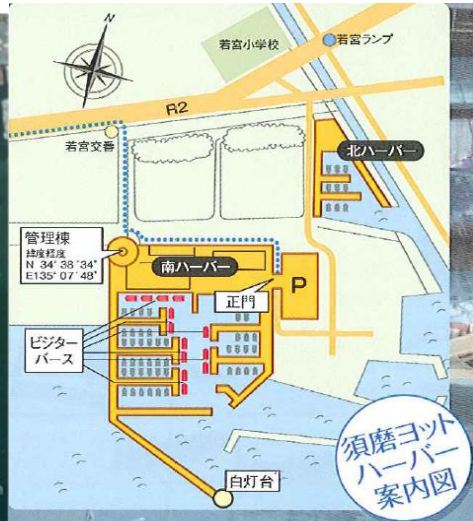 N
若宮小学校
若宮ランプ
R2
若宮交番
北ハーバー
管理棟
緯度経度
N 34° 38' 34"
E135° 07' 48"
南ハーバー
正門
P
ビジター
バース
白灯台
須磨ヨット
ハーバー
案内図